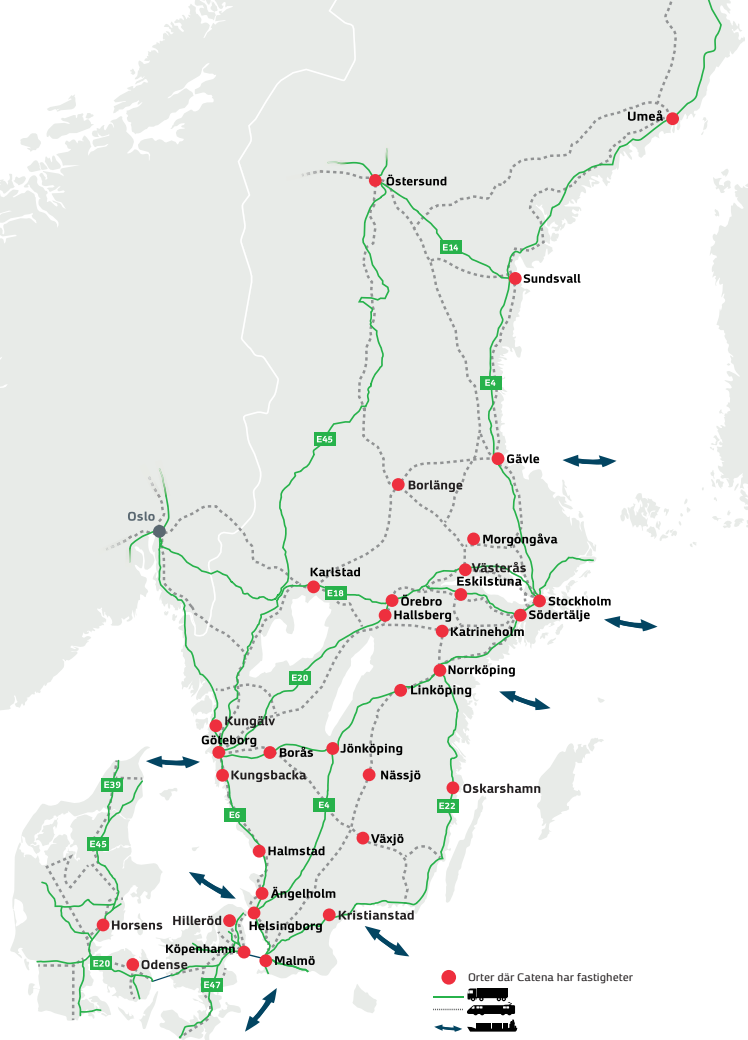 Umeå
Östersund
E14
Sundsvall
E4
E45
Gävle
Borlänge
Oslo
Morgongåva
Västerås
Karlstad
Eskilstuna
E18
Örebro
Stockholm
Hallsberg
Södertälje
Katrineholm
Norrköping
E20
Linköping
Kungälv
Göteborg
Borås
Jönköping
Kungsbacka
Nässjö
E39
Oskarshamn
E4
E22
E6
Växjö
E45
Halmstad
Ängelholm
Kristianstad
Hilleröd
Horsens
Helsingborg
Köpenhamn
Malmö
E20
Odense
Orter där Catena har fastigheter
E47